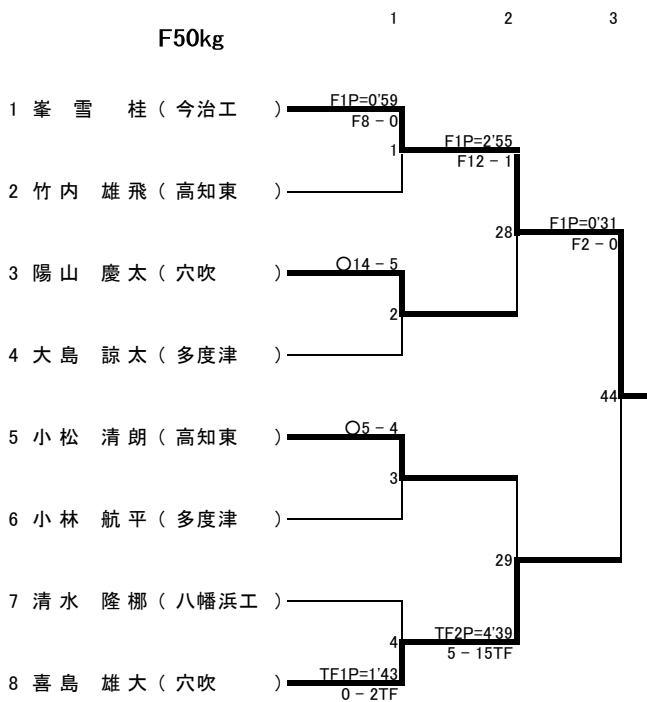 1 2 3
F50kg
1 峯 雪 桂 ( 今治工 ) F1P=0'59
F8 – 0
1 F1P=2'55
F12 – 1
2 竹内 雄飛 ( 高知東 )
28 F1P=0'31
F2 – 0
3 陽山 慶太 ( 穴吹 ) ○14 – 5
2
4 大島 諒太 ( 多度津 )
44
5 小松 清朗 ( 高知東 ) ○5 – 4
3
6 小林 航平 ( 多度津 )
29
7 清水 隆梛 ( 八幡浜工 )
4 TF2P=4'39
5 – 15TF
8 喜島 雄大 ( 穴吹 ) TF1P=1'43
0 – 2TF